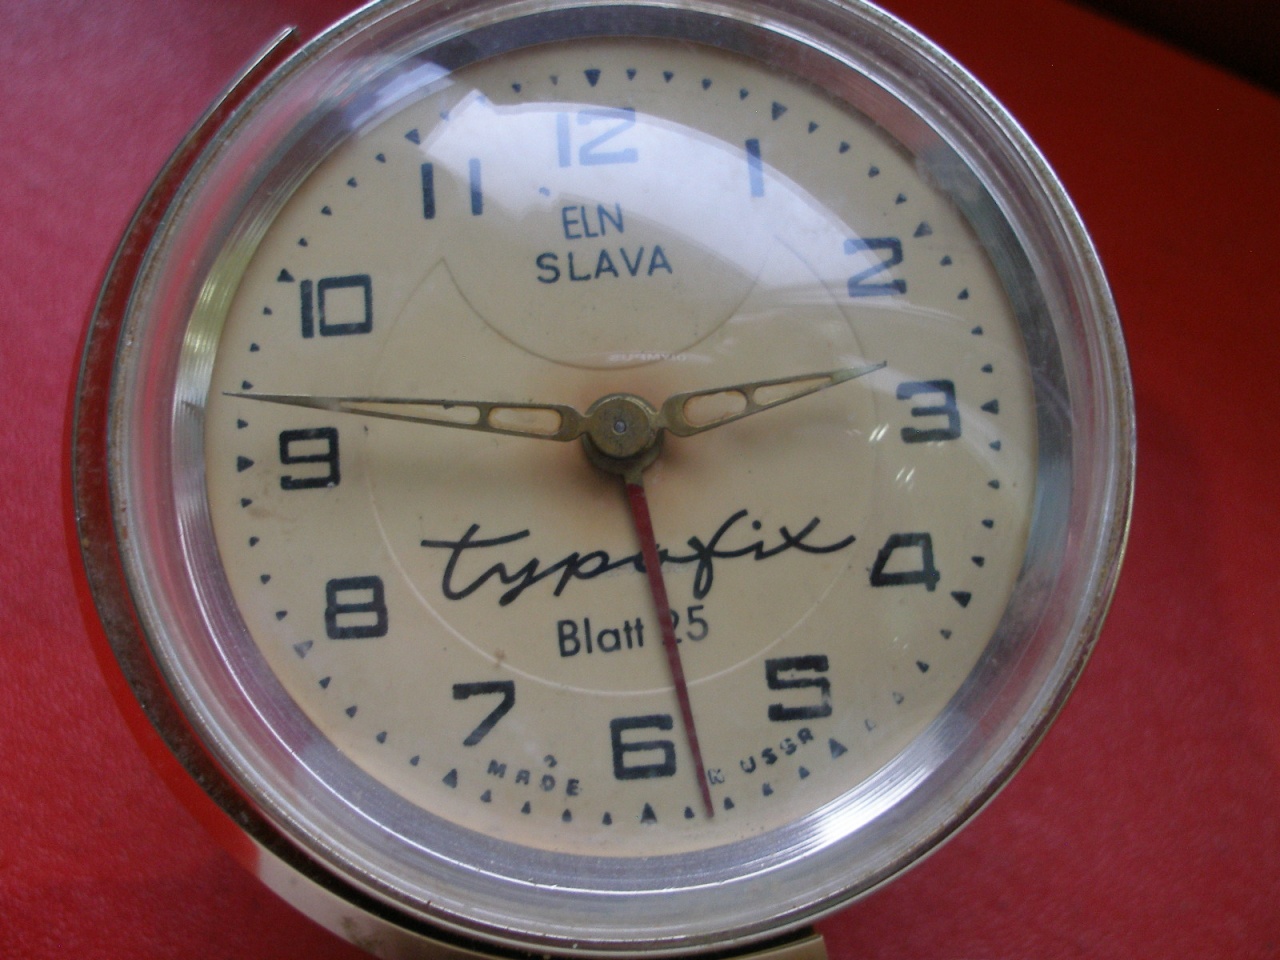 12
11 1
ELN
SLAVA
10 2
9 3
typofix
8 4
Blatt 25
7 5
6
MADE IN USSR